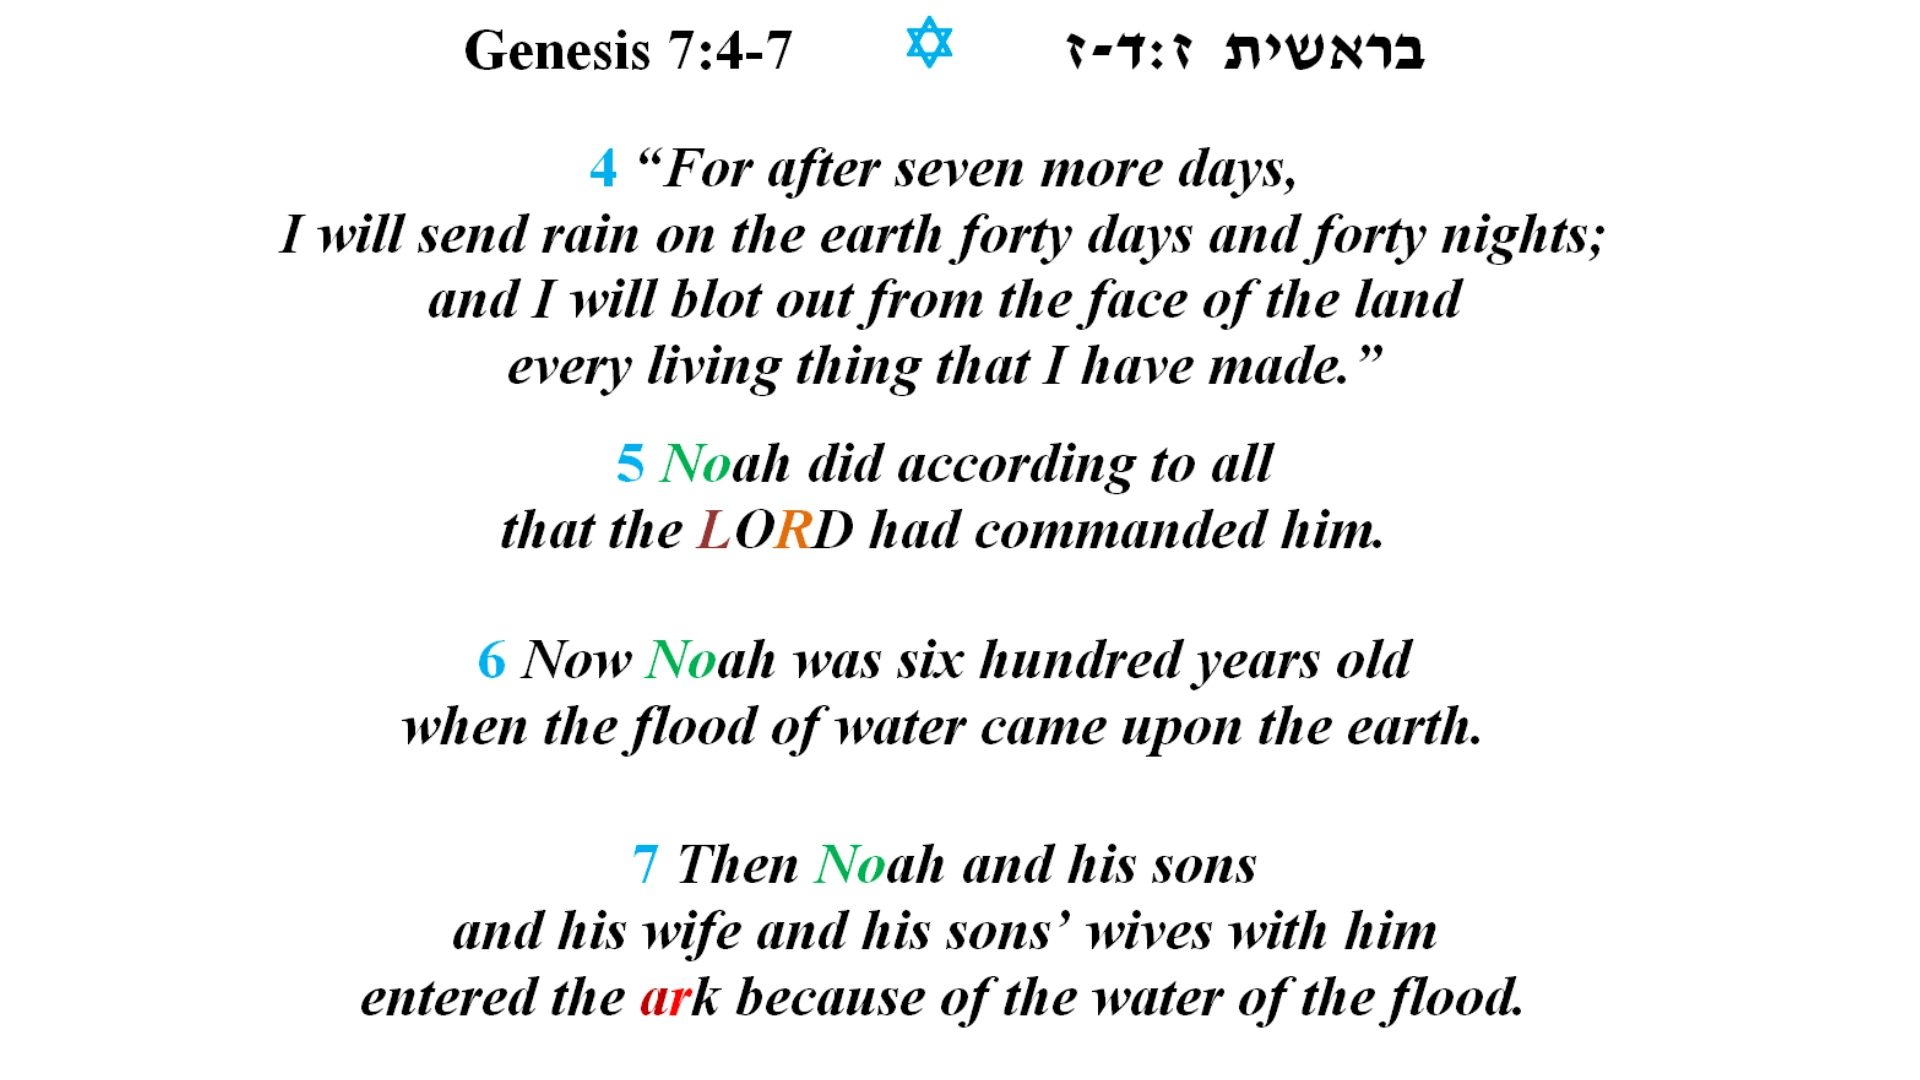 Genesis 7:4-7 ✡ בראשית ז:ד-ז
4 “For after seven more days,
I will send rain on the earth forty days and forty nights;
and I will blot out from the face of the land
every living thing that I have made.”
5 Noah did according to all
that the LORD had commanded him.
6 Now Noah was six hundred years old
when the flood of water came upon the earth.
7 Then Noah and his sons
and his wife and his sons’ wives with him
entered the ark because of the water of the flood.